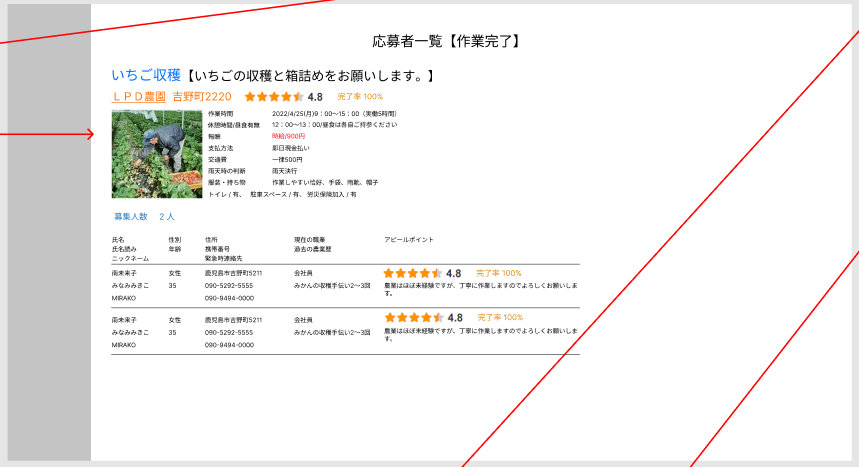 応募者一覧【作業完了】
いちご収穫【いちごの収穫と箱詰めをお願いします。】
ＬＰＤ農園 吉野町2220 4.8 完了率 100%
作業時間 2022/4/25(月)9：00〜15：00（実働5時間）
休憩時間/昼食有無 12：00〜13：00/昼食は各自ご持参ください
報酬 時給/900円
支払方法 即日現金払い
交通費 一律500円
雨天時の判断 雨天決行
服装・持ち物 作業しやすい恰好、手袋、雨靴、帽子
トイレ / 有、 駐車スペース / 有、 労災保険加入 / 有
募集人数 2 人
氏名 性別 住所 現在の職業 アピールポイント
氏名読み 年齢 携帯番号 過去の農業歴
ニックネーム 緊急時連絡先
南未来子 女性 鹿児島市吉野町5211 会社員 4.8 完了率 100%
みなみみきこ 35 090-5292-5555 みかんの収穫手伝い2〜3回 農業はほぼ未経験ですが、丁寧に作業しますのでよろしくお願いしま
す。
MIRAKO 090-9494-0000
南未来子 女性 鹿児島市吉野町5211 会社員 4.8 完了率 100%
みなみみきこ 35 090-5292-5555 みかんの収穫手伝い2〜3回 農業はほぼ未経験ですが、丁寧に作業しますのでよろしくお願いしま
す。
MIRAKO 090-9494-0000